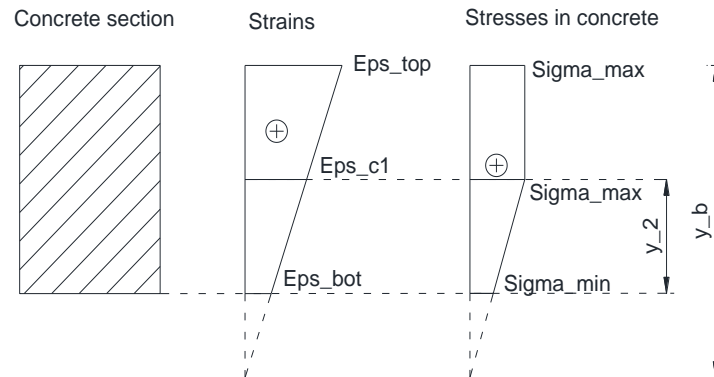 Concrete section
Strains
Stresses in concrete
Eps_top
Sigma_max
Eps_c1
Sigma_max
y_2
y_b
Eps_bot
Sigma_min